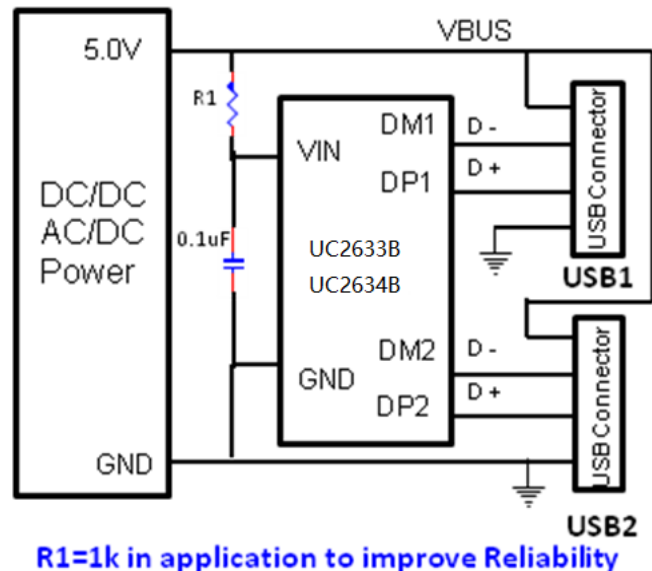 5.0V
VBUS
R1
DM1
D -
VIN
D +
DP1
USB Connector
DC/DC
AC/DC
Power
0.1uF
UC2633B
UC2634B
USB1
DM2
D -
GND
D +
DP2
USB Connector
GND
USB2
R1=1k in application to improve Reliability